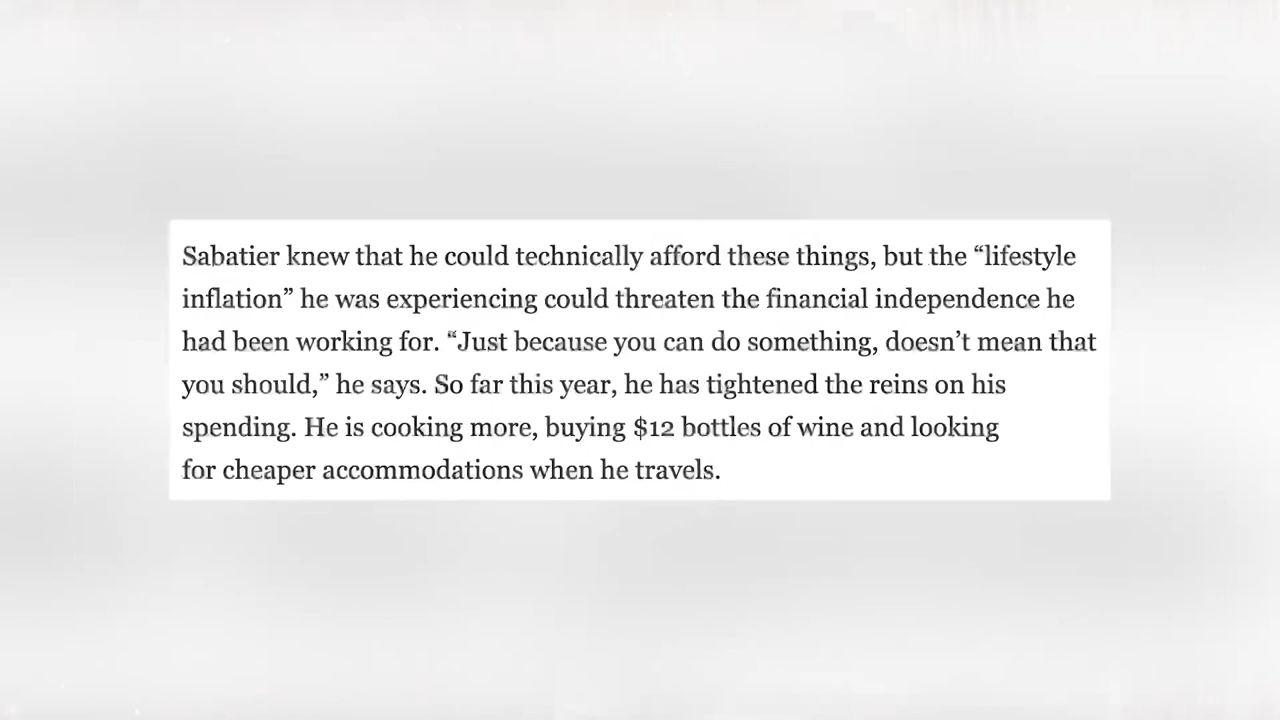 Sabatier knew that he could technically afford these things, but the “lifestyle
inflation” he was experiencing could threaten the financial independence he
had been working for. “Just because you can do something, doesn’t mean that
you should,” he says. So far this year, he has tightened the reins on his
spending. He is cooking more, buying $12 bottles of wine and looking
for cheaper accommodations when he travels.